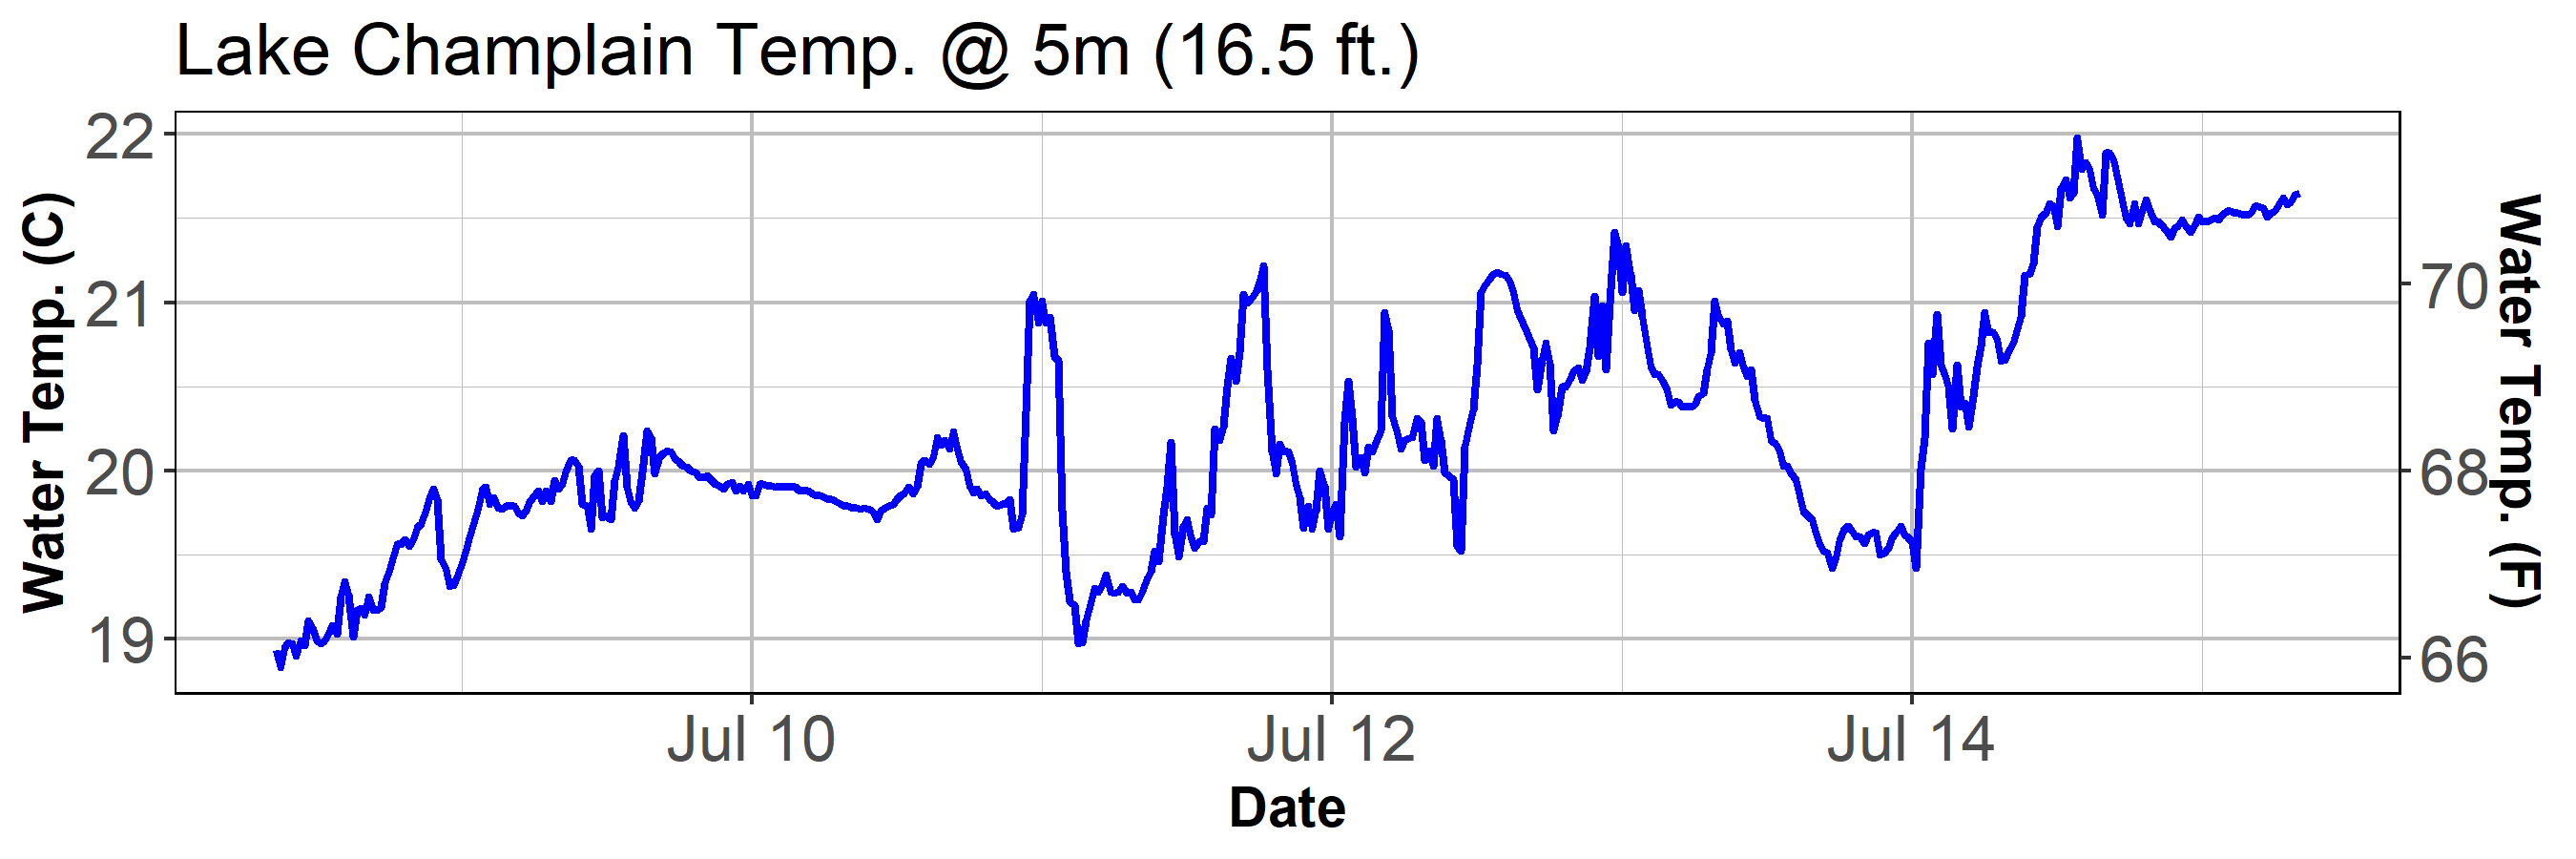 Lake Champlain Temp. @ 5m (16.5 ft.)
Water Temp. (C)
22
21
20
19
Water Temp. (F)
70
68
66
Jul 10
Jul 12
Jul 14
Date